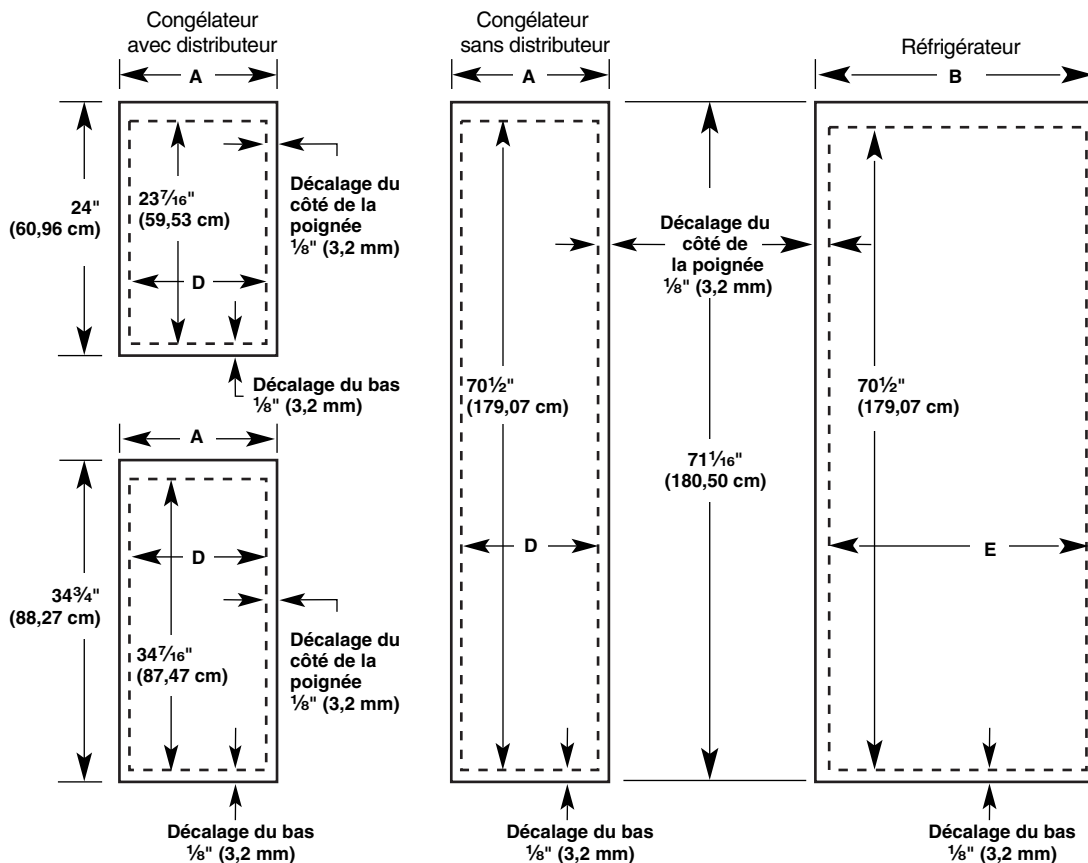 Congélateur
avec distributeur
A
24"
(60,96 cm)
23⁷⁄₁₆"
(59,53 cm)
D
Décalage du
côté de la
poignée
⅛" (3,2 mm)
Décalage du bas
⅛" (3,2 mm)
A
34¾"
(88,27 cm)
D
34⁷⁄₁₆"
(87,47 cm)
Décalage du
côté de la
poignée
⅛" (3,2 mm)
Décalage du bas
⅛" (3,2 mm)
Congélateur
sans distributeur
A
70½"
(179,07 cm)
D
Décalage du bas
⅛" (3,2 mm)
Décalage du
côté de
la poignée
⅛" (3,2 mm)
71¹⁄₁₆"
(180,50 cm)
Réfrigérateur
B
70½"
(179,07 cm)
E
Décalage du bas
⅛" (3,2 mm)